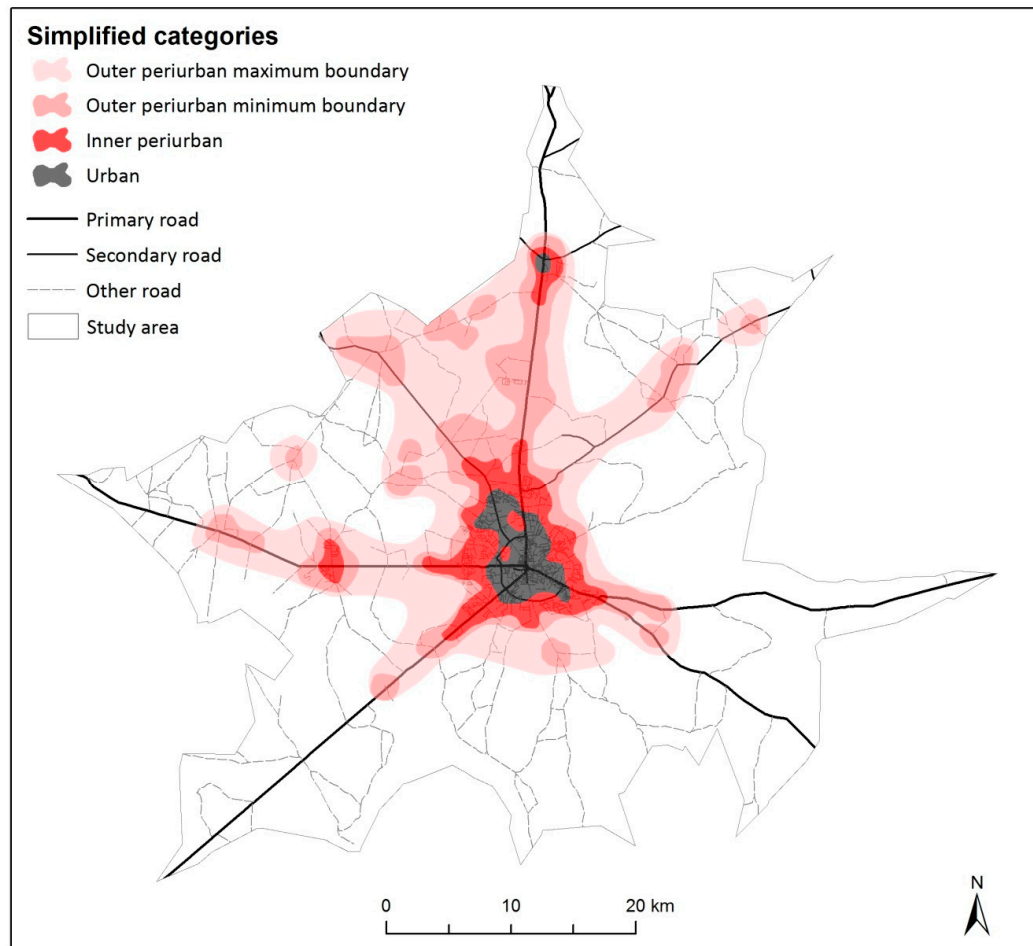 Simplified categories
Outer periurban maximum boundary
Outer periurban minimum boundary
Inner periurban
Urban
Primary road
Secondary road
Other road
Study area
0 10 20 km
N